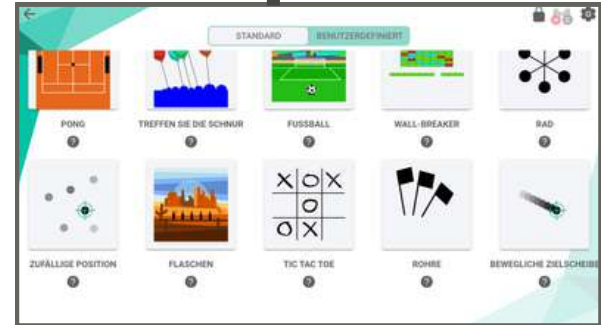 STANDARD BENUTZERDEFINIERT
PONG TREFFEN SIE DIE SCHNUR FUSSBALL WALL-BREAKER RAD
? ? ? ? ?
X O X
O
O X
ZUFÄLLIGE POSITION FLASCHEN TIC TAC TOE ROHRE BEWEGLICHE ZIELSCHEIBE
? ? ? ? ?